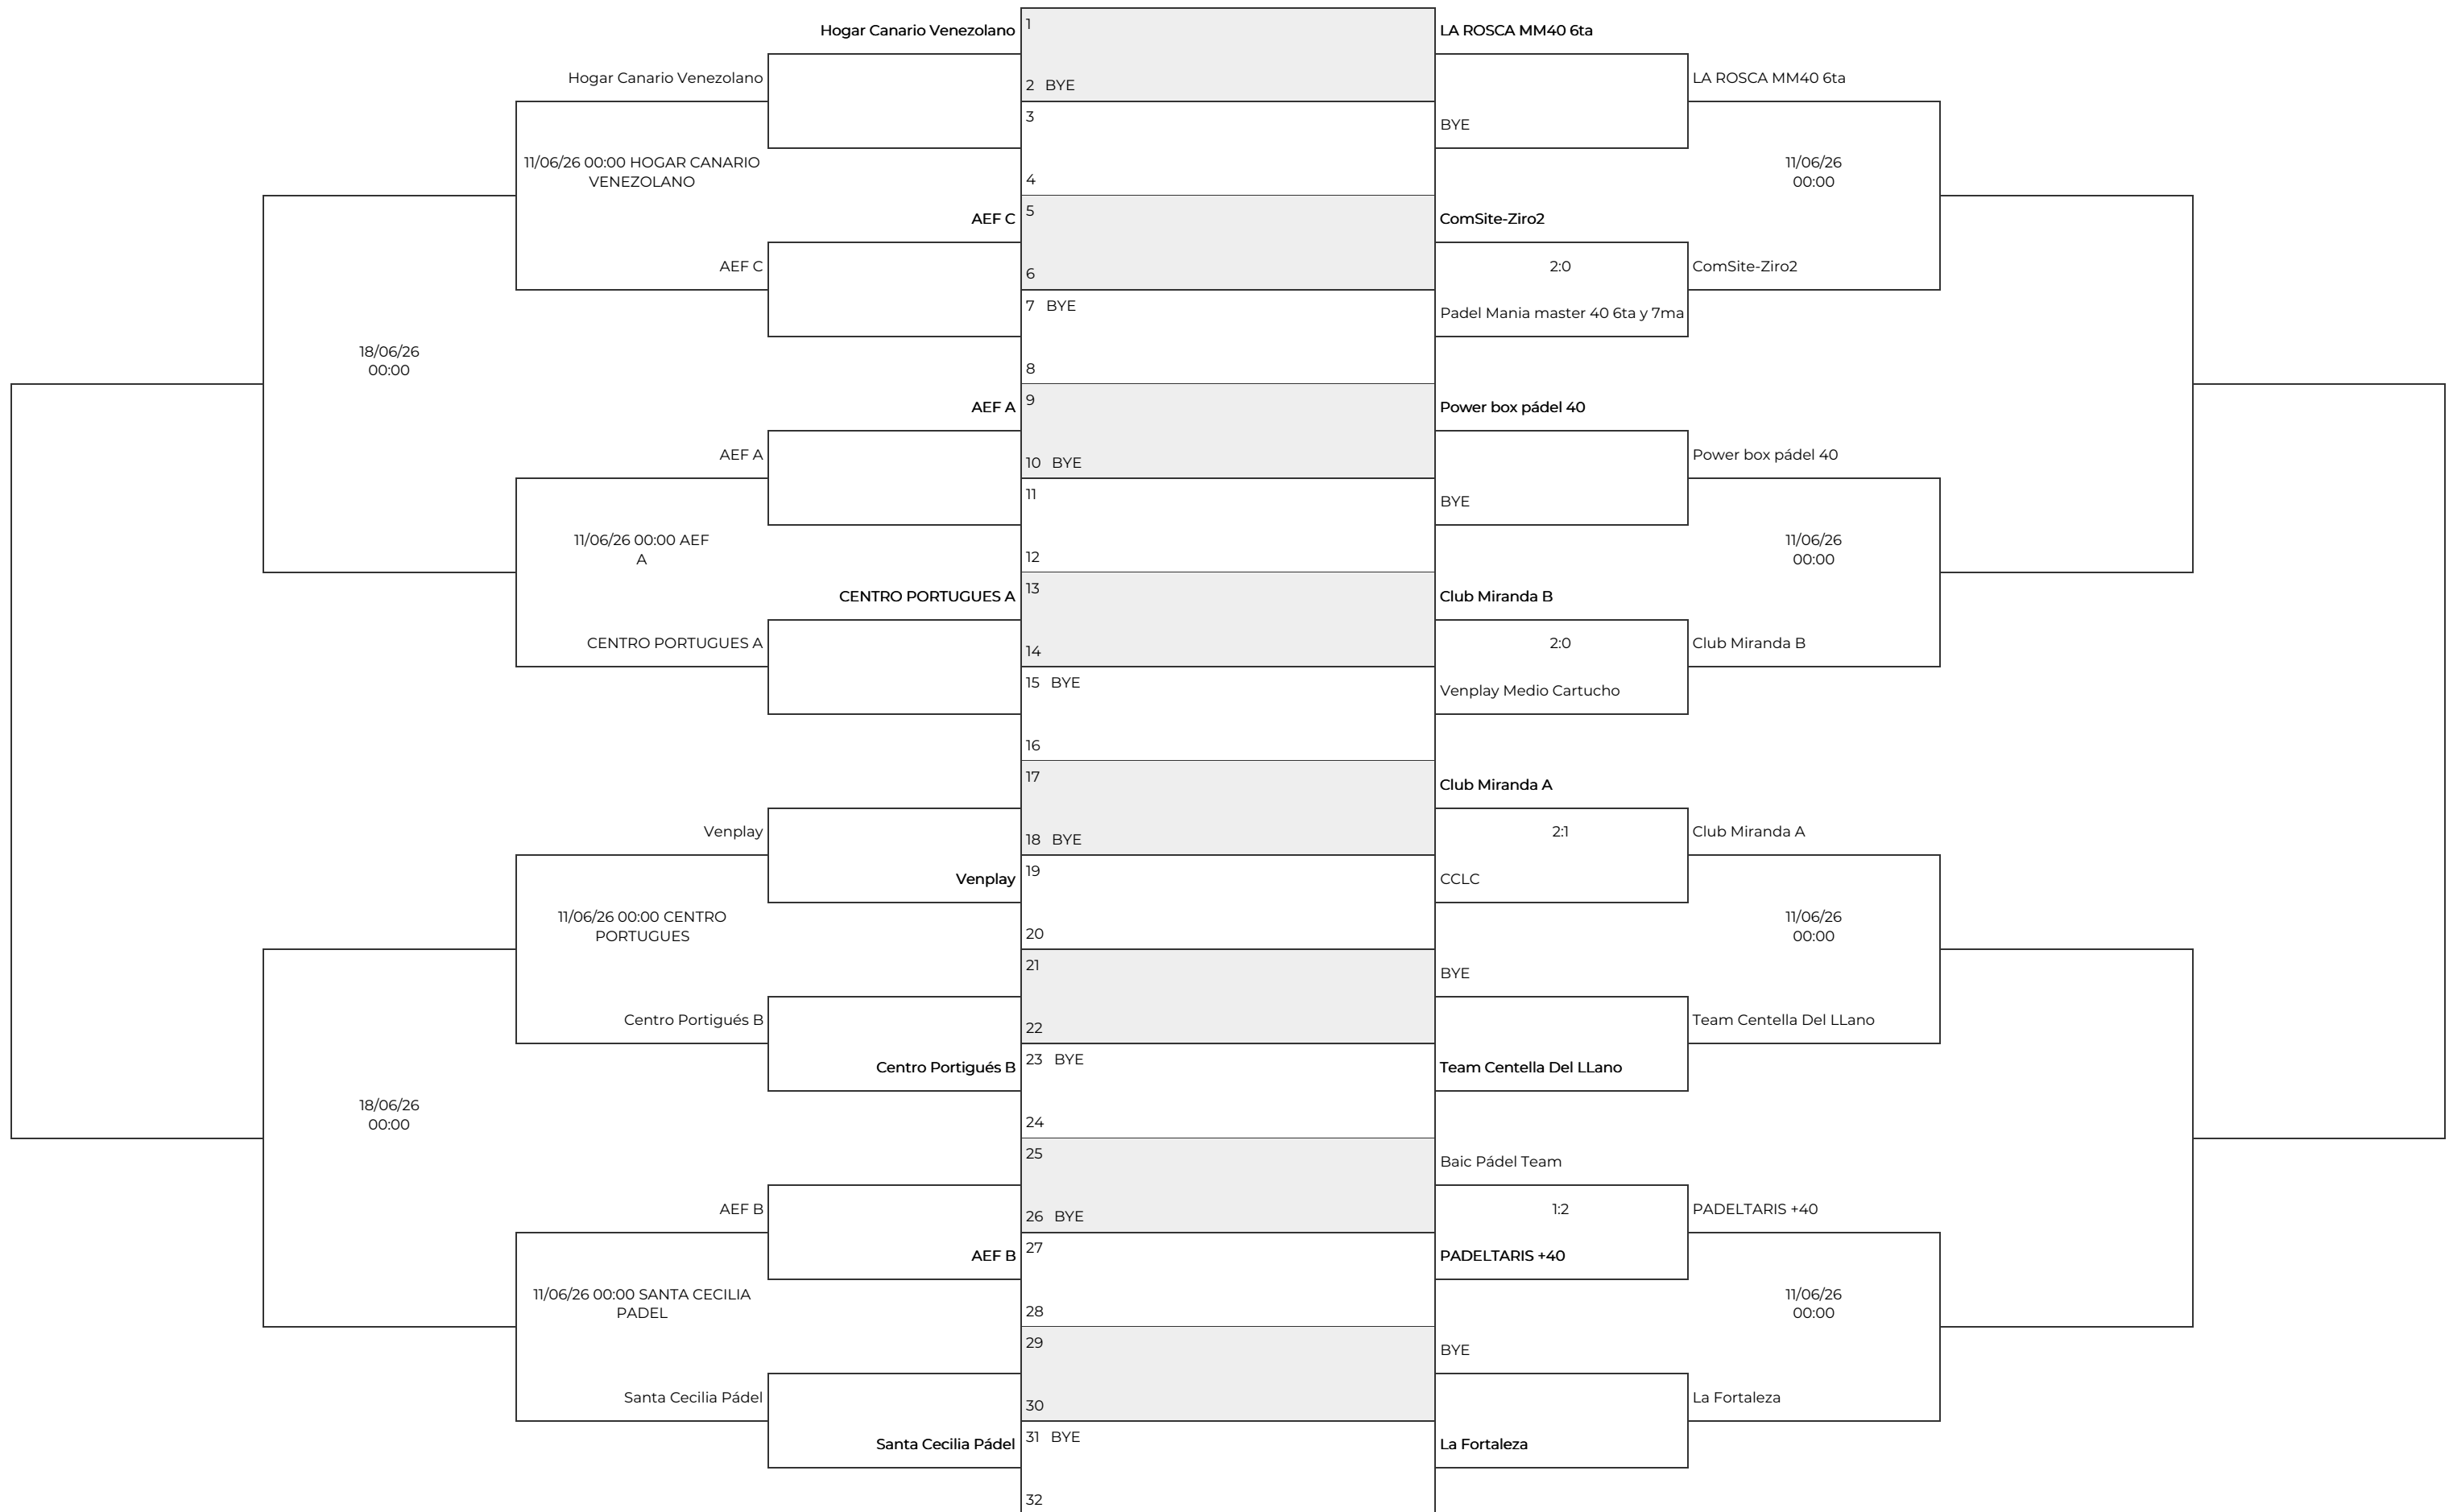 Hogar Canario Venezolano
1
LA ROSCA MM40 6ta
Hogar Canario Venezolano
2 BYE
LA ROSCA MM40 6ta
3
BYE
11/06/26 00:00 HOGAR CANARIO
VENEZOLANO
11/06/26
00:00
4
AEF C
5
ComSite-Ziro2
AEF C
6
2:0
ComSite-Ziro2
7 BYE
Padel Mania master 40 6ta y 7ma
18/06/26
00:00
8
AEF A
9
Power box pádel 40
AEF A
10 BYE
Power box pádel 40
11
BYE
11/06/26 00:00 AEF
A
11/06/26
00:00
12
CENTRO PORTUGUES A
13
Club Miranda B
CENTRO PORTUGUES A
14
2:0
Club Miranda B
15 BYE
Venplay Medio Cartucho
16
17
Club Miranda A
Venplay
18 BYE
2:1
Club Miranda A
Venplay
19
CCLC
11/06/26 00:00 CENTRO
PORTUGUES
11/06/26
00:00
20
21
BYE
Centro Portigués B
22
Team Centella Del LLano
Centro Portigués B
23 BYE
Team Centella Del LLano
18/06/26
00:00
24
25
Baic Pádel Team
AEF B
26 BYE
1:2
PADELTARIS +40
AEF B
27
PADELTARIS +40
11/06/26 00:00 SANTA CECILIA
PADEL
11/06/26
00:00
28
29
BYE
Santa Cecilia Pádel
30
La Fortaleza
Santa Cecilia Pádel
31 BYE
La Fortaleza
32